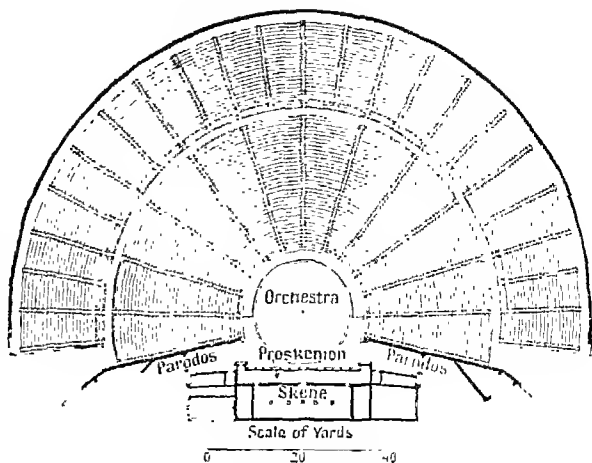 Orchestra
Parodos Proskenion Parodos
Skene
Scale of Yards
0 20 40